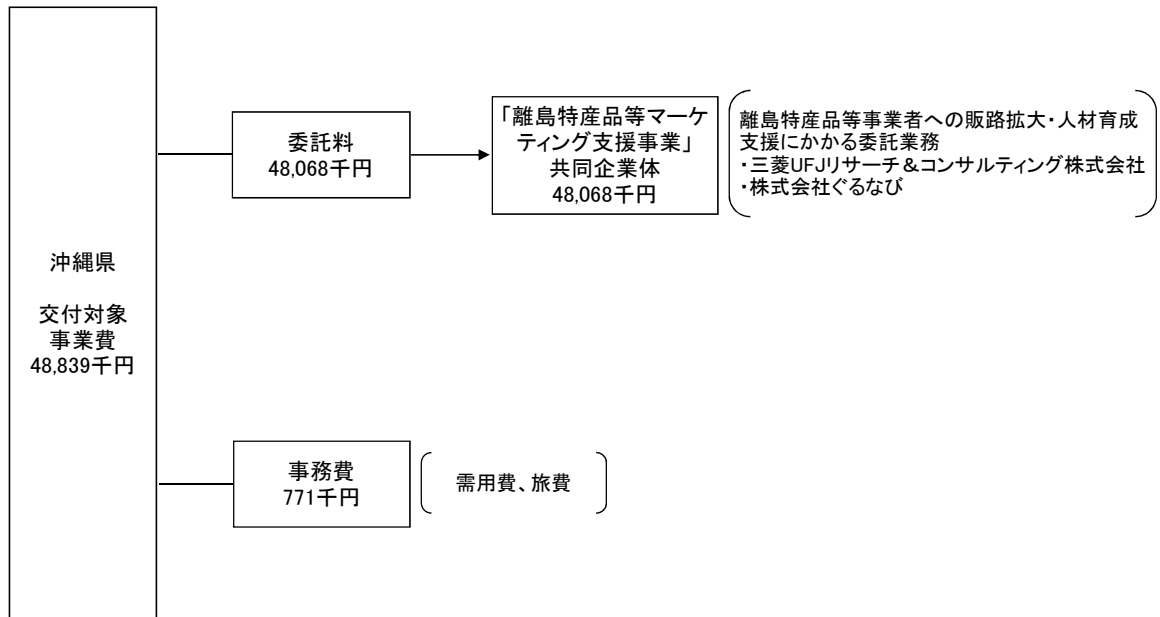 沖縄県
交付対象
事業費
48,839千円
委託料
48,068千円
「離島特産品等マーケ
ティング支援事業」
共同企業体
48,068千円
離島特産品等事業者への販路拡大・人材育成
支援にかかる委託業務
・三菱UFJリサーチ&コンサルティング株式会社
・株式会社ぐるなび
事務費
771千円
需用費、旅費